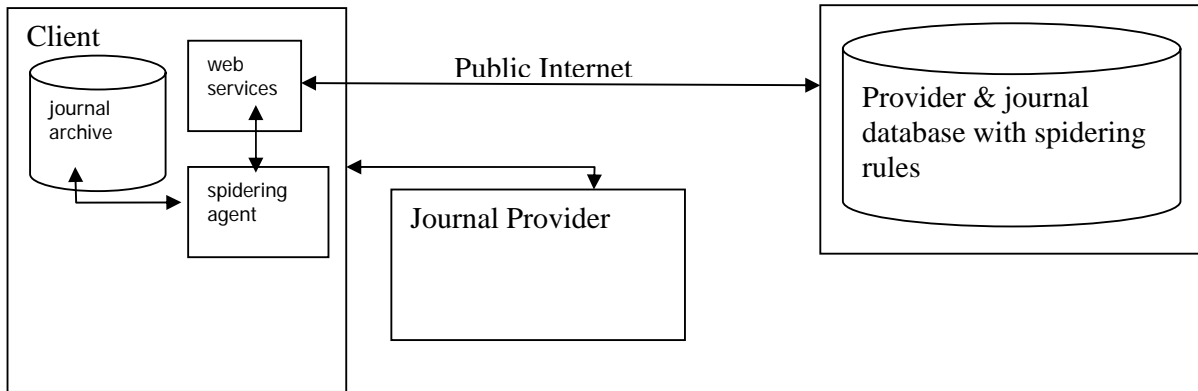 Client
journal
archive
web
services
spidering
agent
Public Internet
Journal Provider
Provider & journal
database with spidering
rules